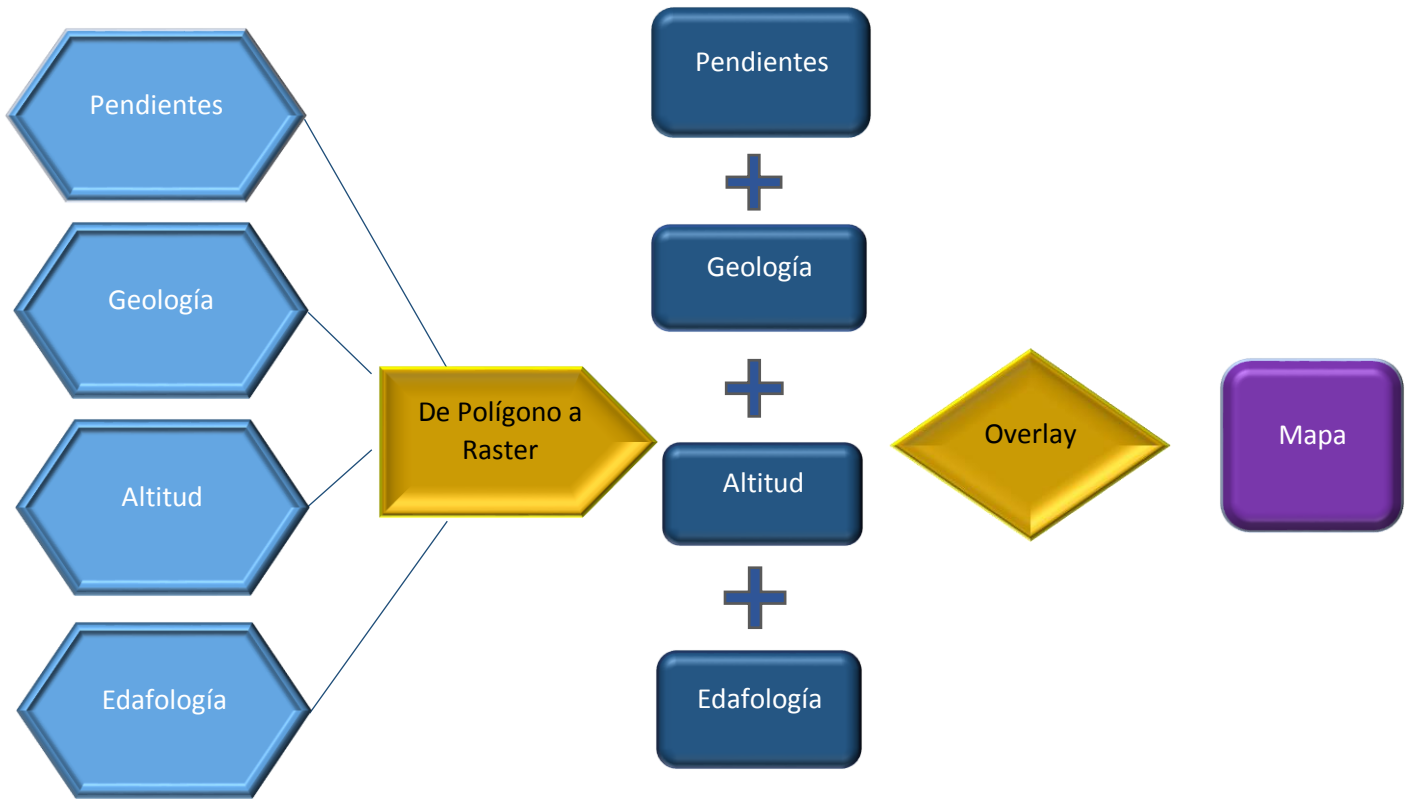 Pendientes
Geología
Altitud
Edafología
De Polígono a
Raster
Pendientes
Geología
Altitud
Edafología
Overlay
Mapa